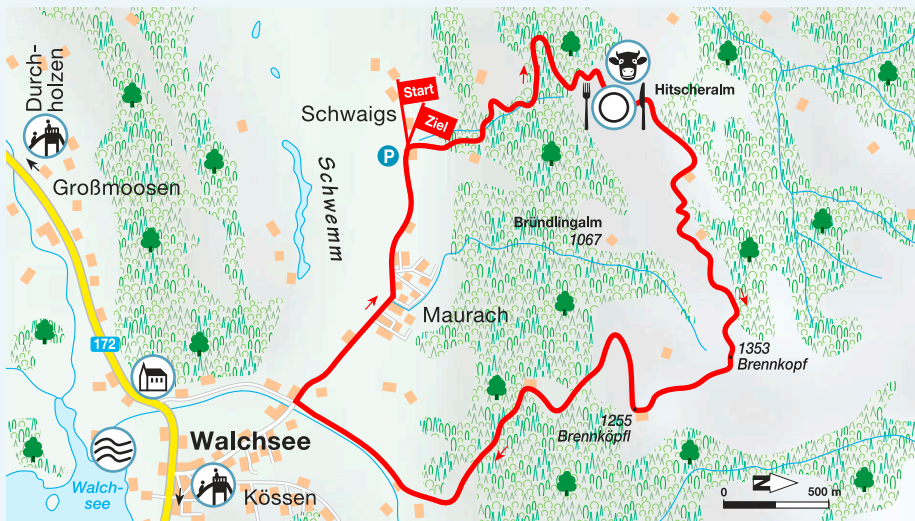 Durch-
holzen
Großmoosen
Schwemm
Schwaigs
Start
Ziel
P
Hitscheralm
Bründlingalm
1067
Maurach
172
1353
Brennkopf
1255
Brennköpfl
Walchsee
Walch-
see
Kössen
N
0 500 m